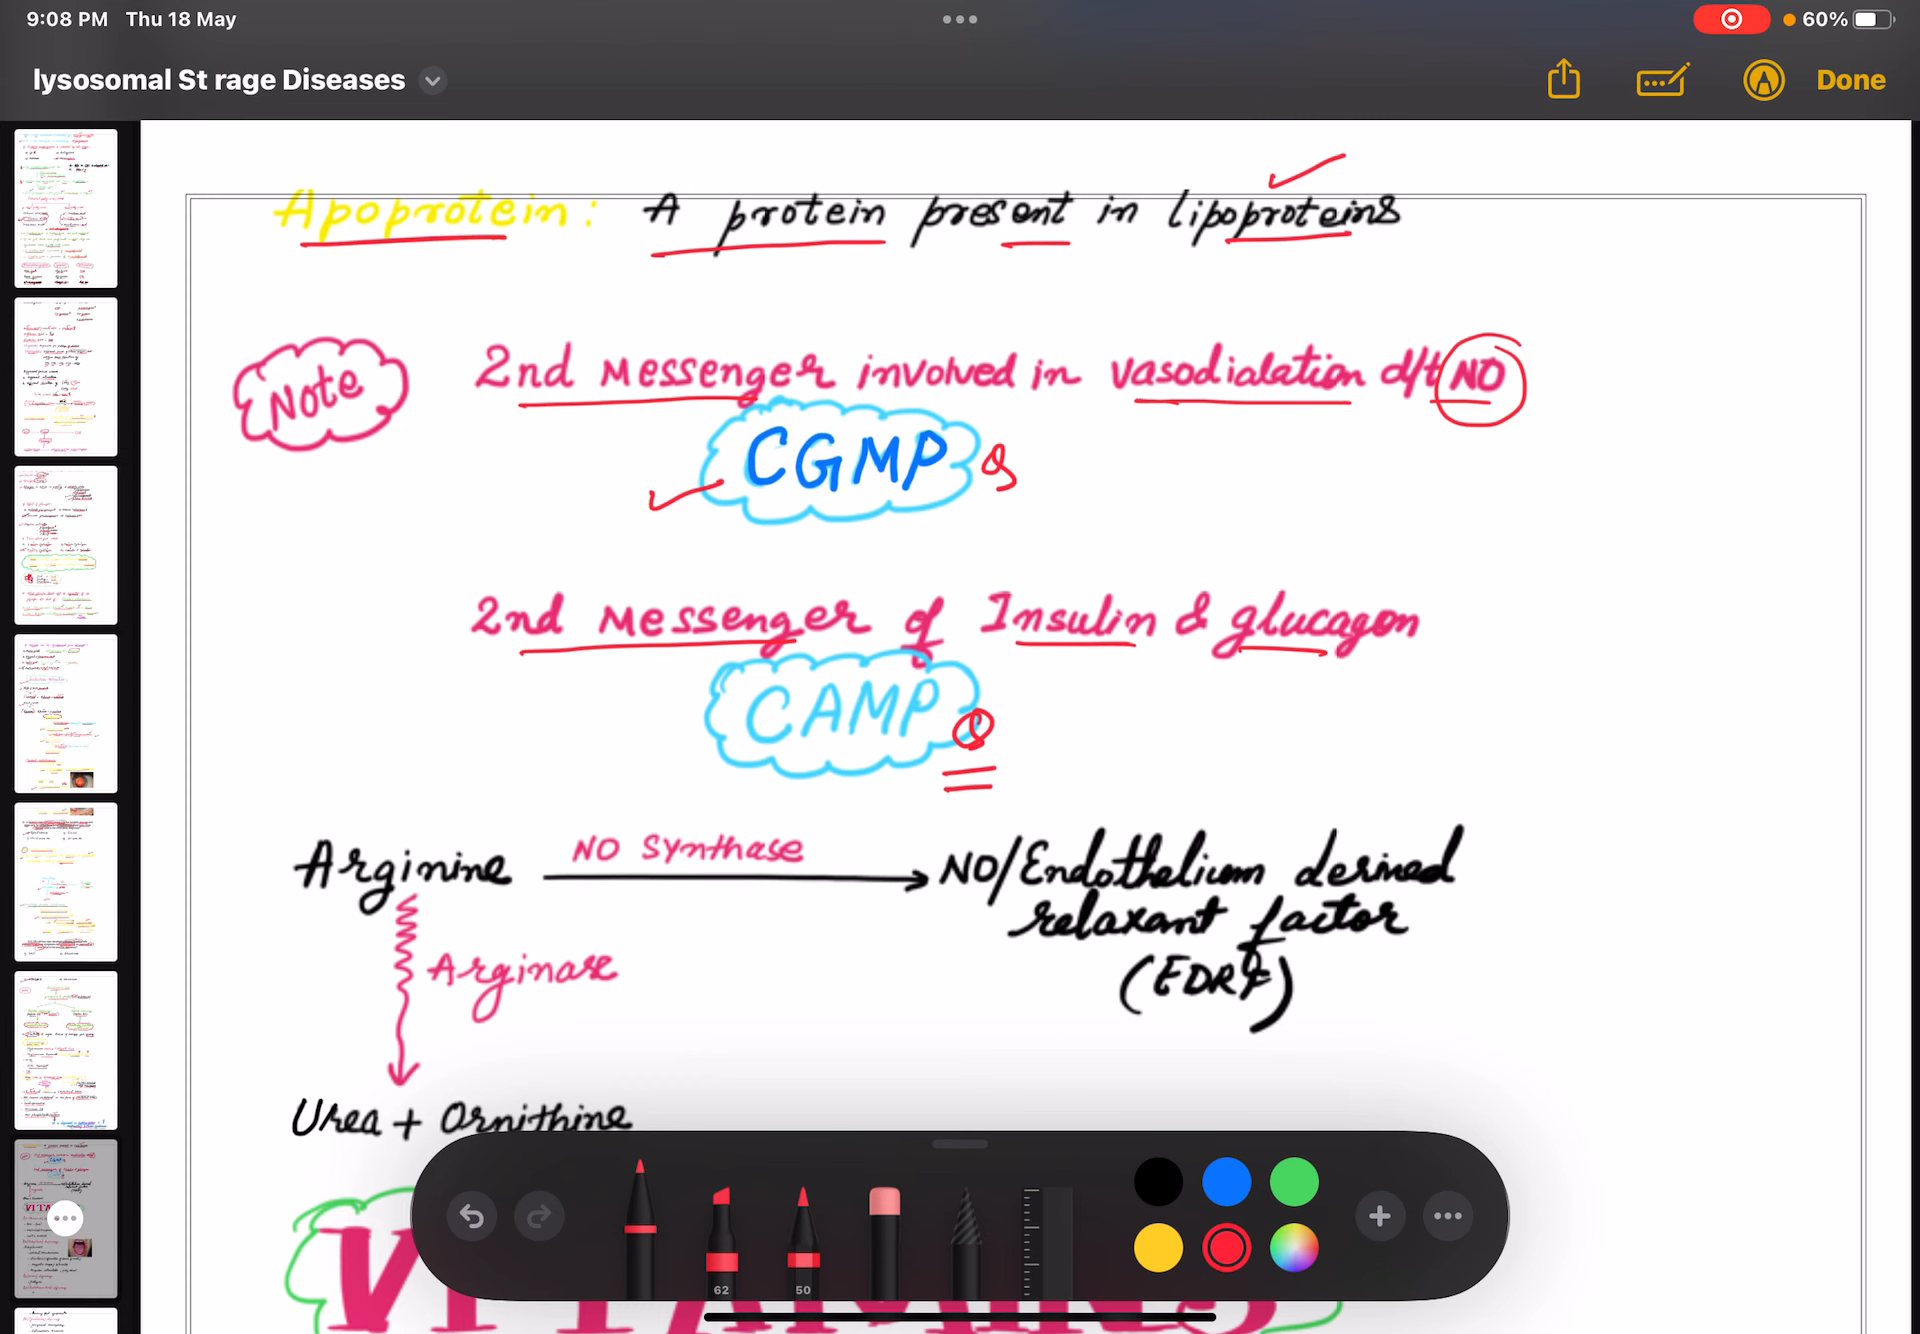 9:08 PM Thu 18 May
60%
lysosomal St rage Diseases
Done
Apoprotein: A protein present in lipoproteins
Note
2nd Messenger involved in vasodialation d/t NO
CGMP
2nd Messenger of Insulin & glucagon
CAMP
Arginine NO Synthase NO/Endothelium derived
relaxant factor
(EDRF)
Arginase
Urea + Ornithine
VITAMINS
62
50